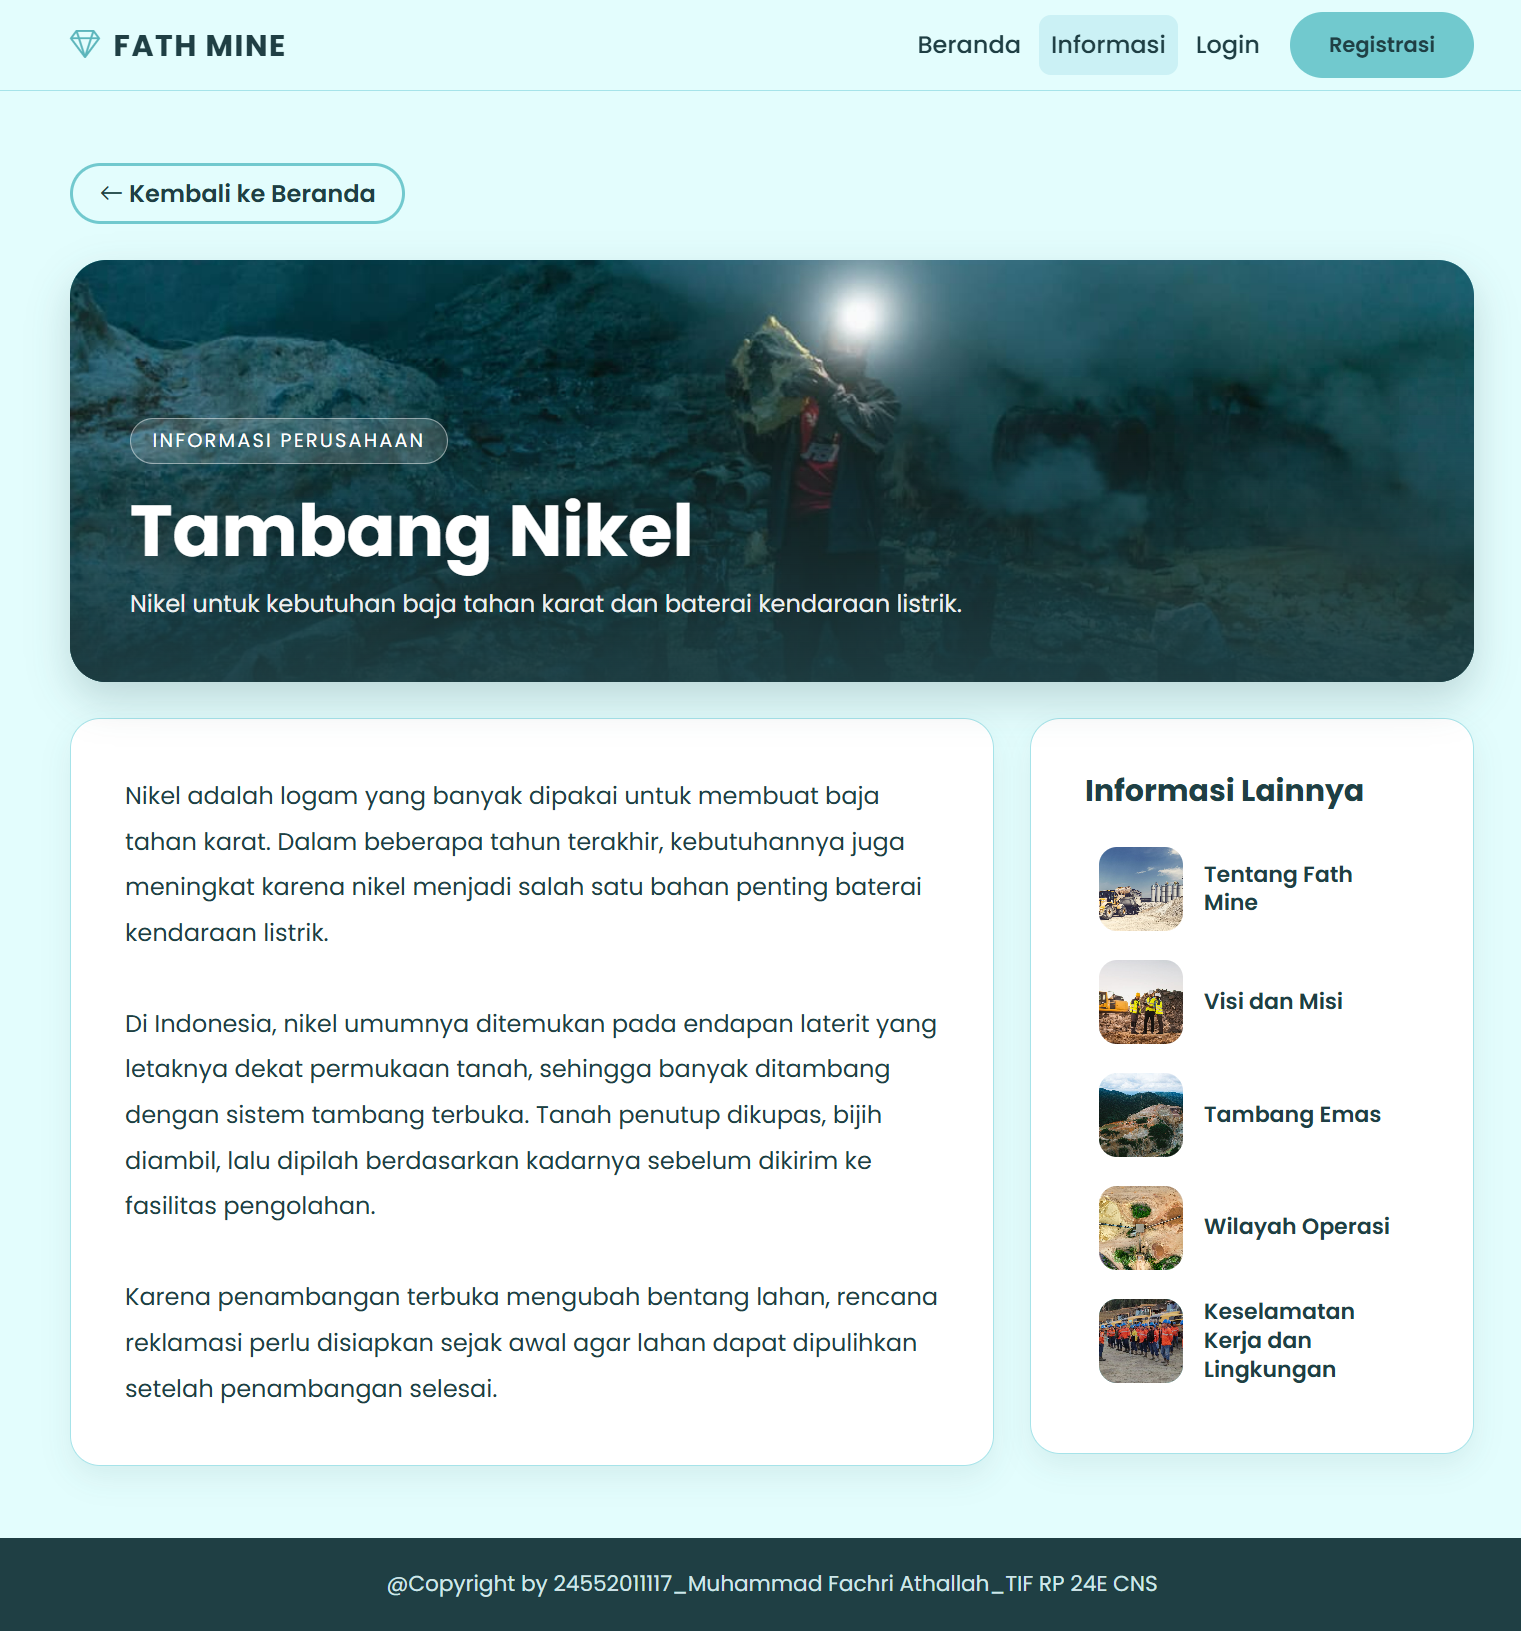 FATH MINE
Beranda
Informasi
Login
Registrasi
← Kembali ke Beranda
INFORMASI PERUSAHAAN
Tambang Nikel
Nikel untuk kebutuhan baja tahan karat dan baterai kendaraan listrik.
Nikel adalah logam yang banyak dipakai untuk membuat baja
tahan karat. Dalam beberapa tahun terakhir, kebutuhannya juga
meningkat karena nikel menjadi salah satu bahan penting baterai
kendaraan listrik.
Di Indonesia, nikel umumnya ditemukan pada endapan laterit yang
letaknya dekat permukaan tanah, sehingga banyak ditambang
dengan sistem tambang terbuka. Tanah penutup dikupas, bijih
diambil, lalu dipilah berdasarkan kadarnya sebelum dikirim ke
fasilitas pengolahan.
Karena penambangan terbuka mengubah bentang lahan, rencana
reklamasi perlu disiapkan sejak awal agar lahan dapat dipulihkan
setelah penambangan selesai.
Informasi Lainnya
Tentang Fath
Mine
Visi dan Misi
Tambang Emas
Wilayah Operasi
Keselamatan
Kerja dan
Lingkungan
@Copyright by 24552011117_Muhammad Fachri Athallah_TIF RP 24E CNS